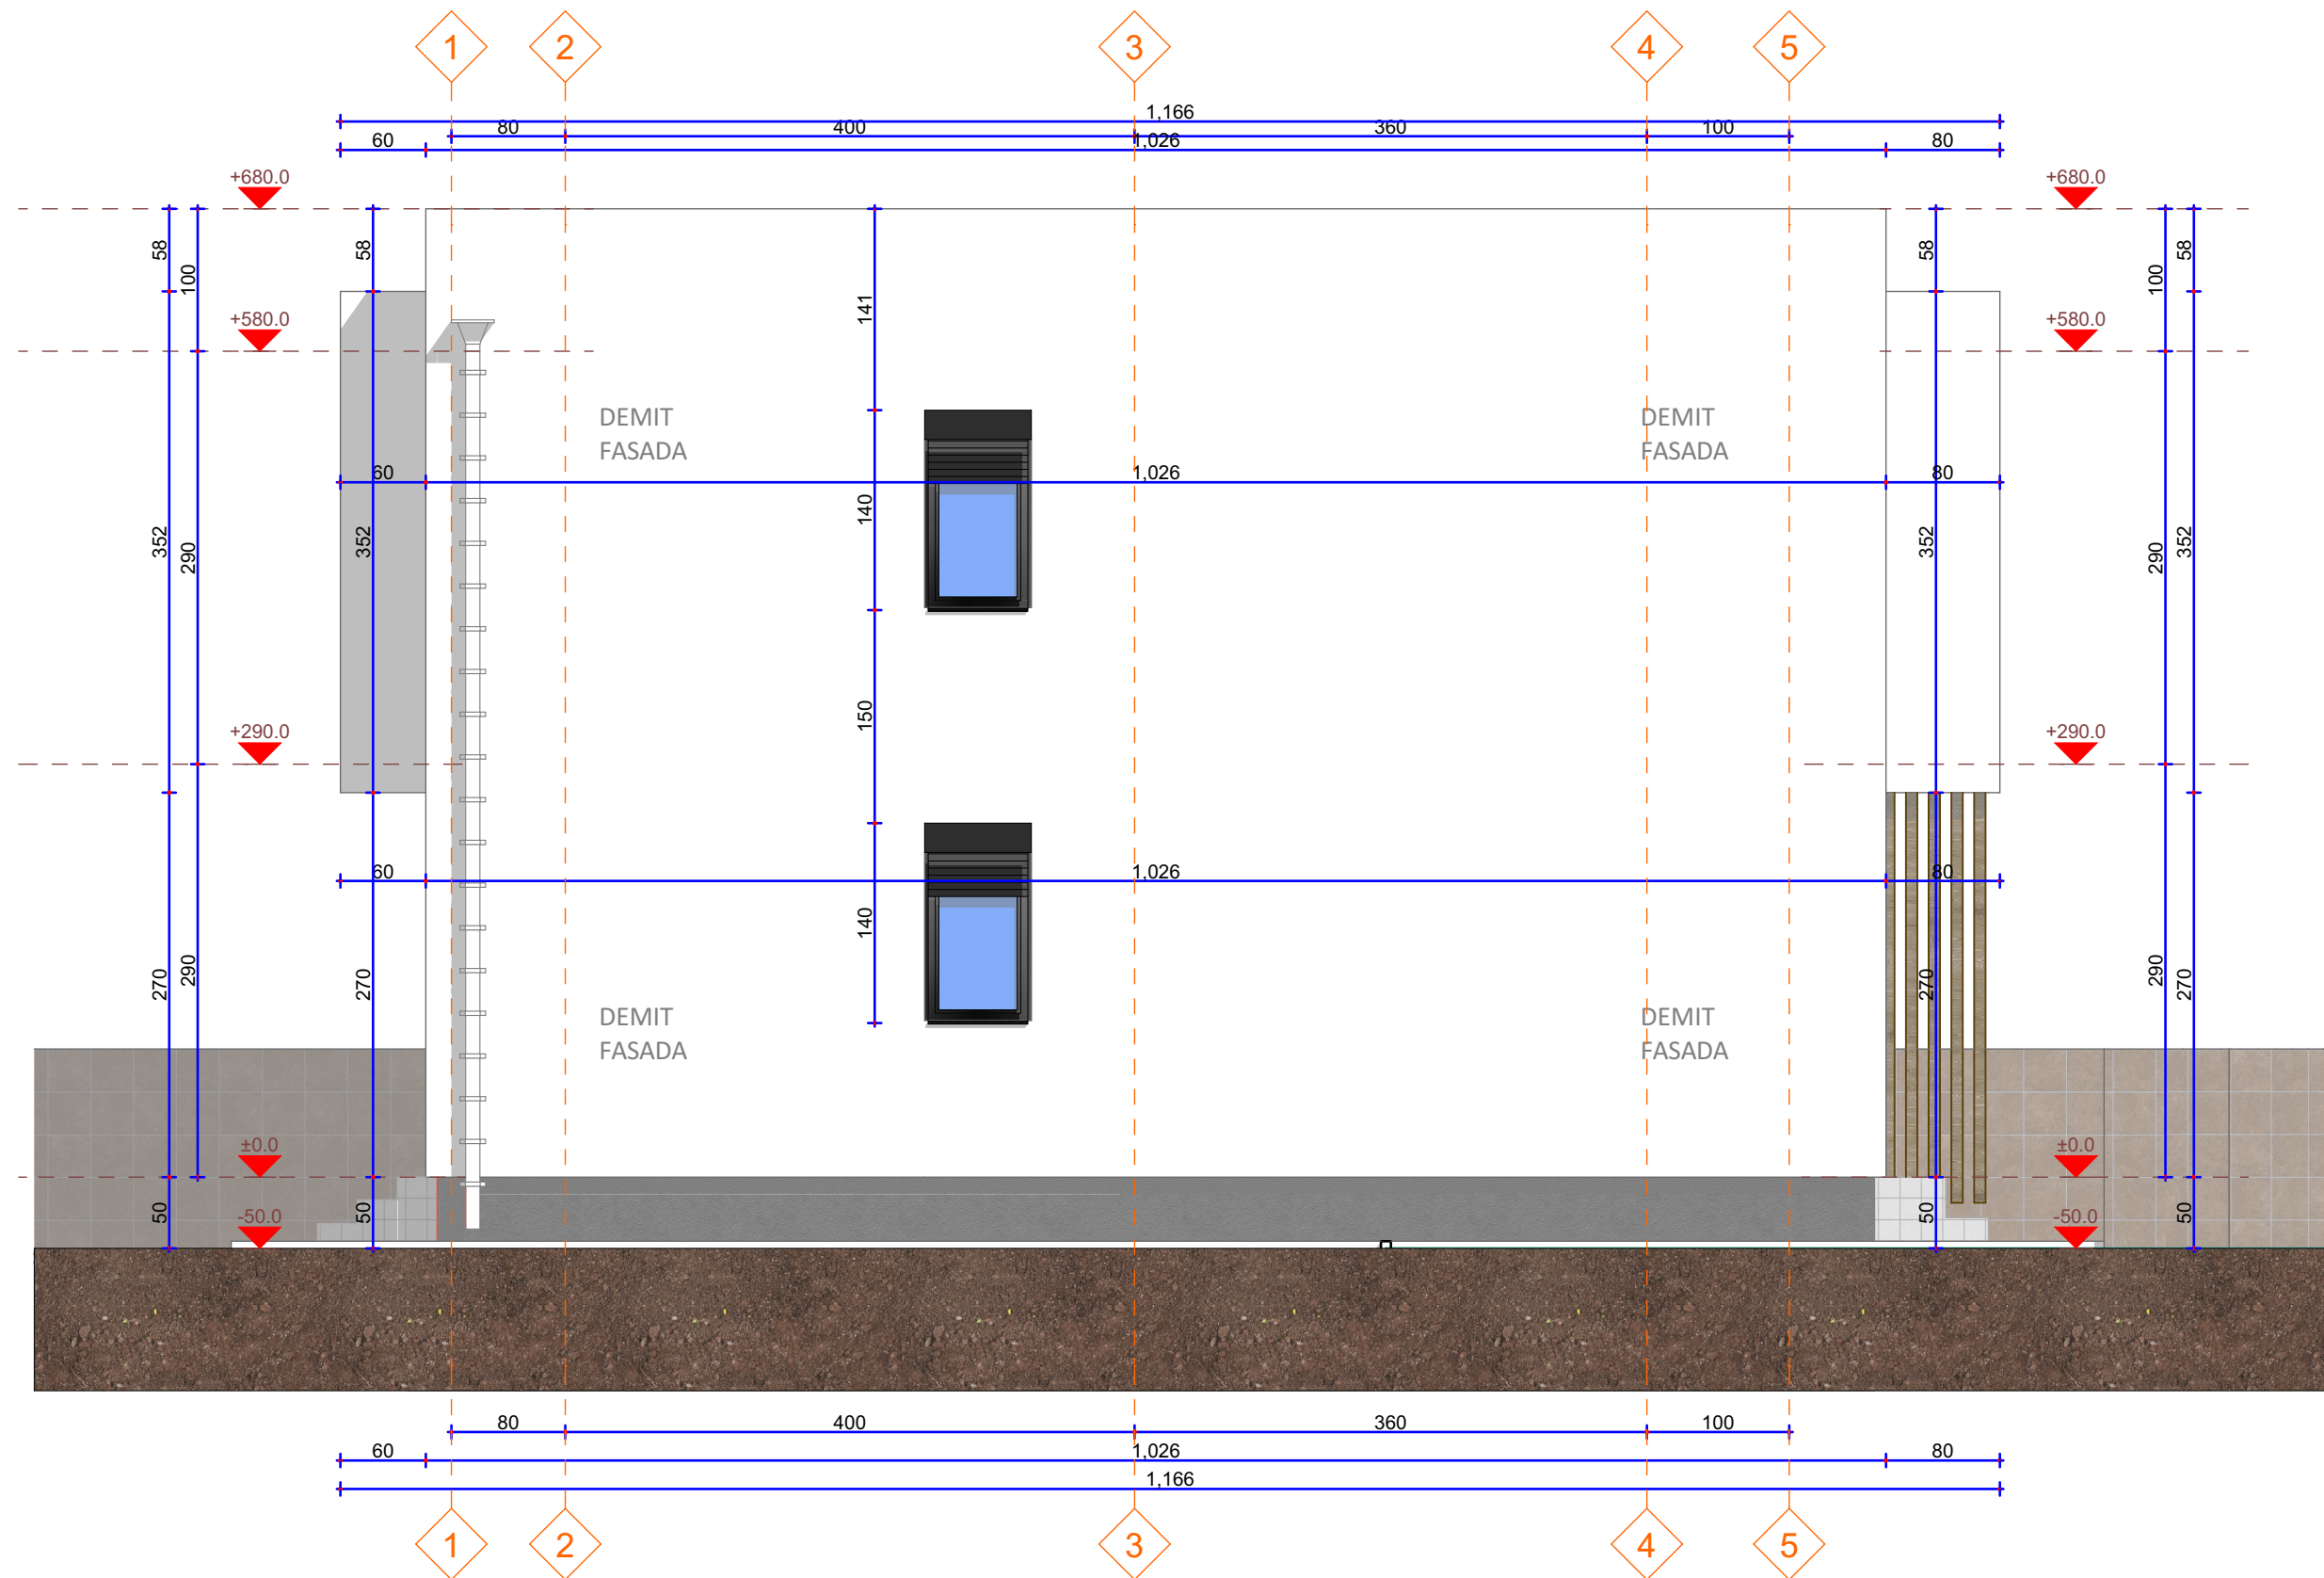 1 2 3 4 5
1,166
80 400 360 100
60 1,026 80
+680.0 +680.0
58 58 58 58
100 100
141
+580.0 +580.0
DEMIT DEMIT
FASADA FASADA
60 1,026 80
140
352 352 352 352
290 290
150
+290.0 +290.0
60 1,026 80
140
270 290 270 270 290 270
DEMIT DEMIT
FASADA FASADA
±0.0 ±0.0
50 50 50 50
-50.0 -50.0
80 400 360 100
60 1,026 80
1,166
1 2 3 4 5